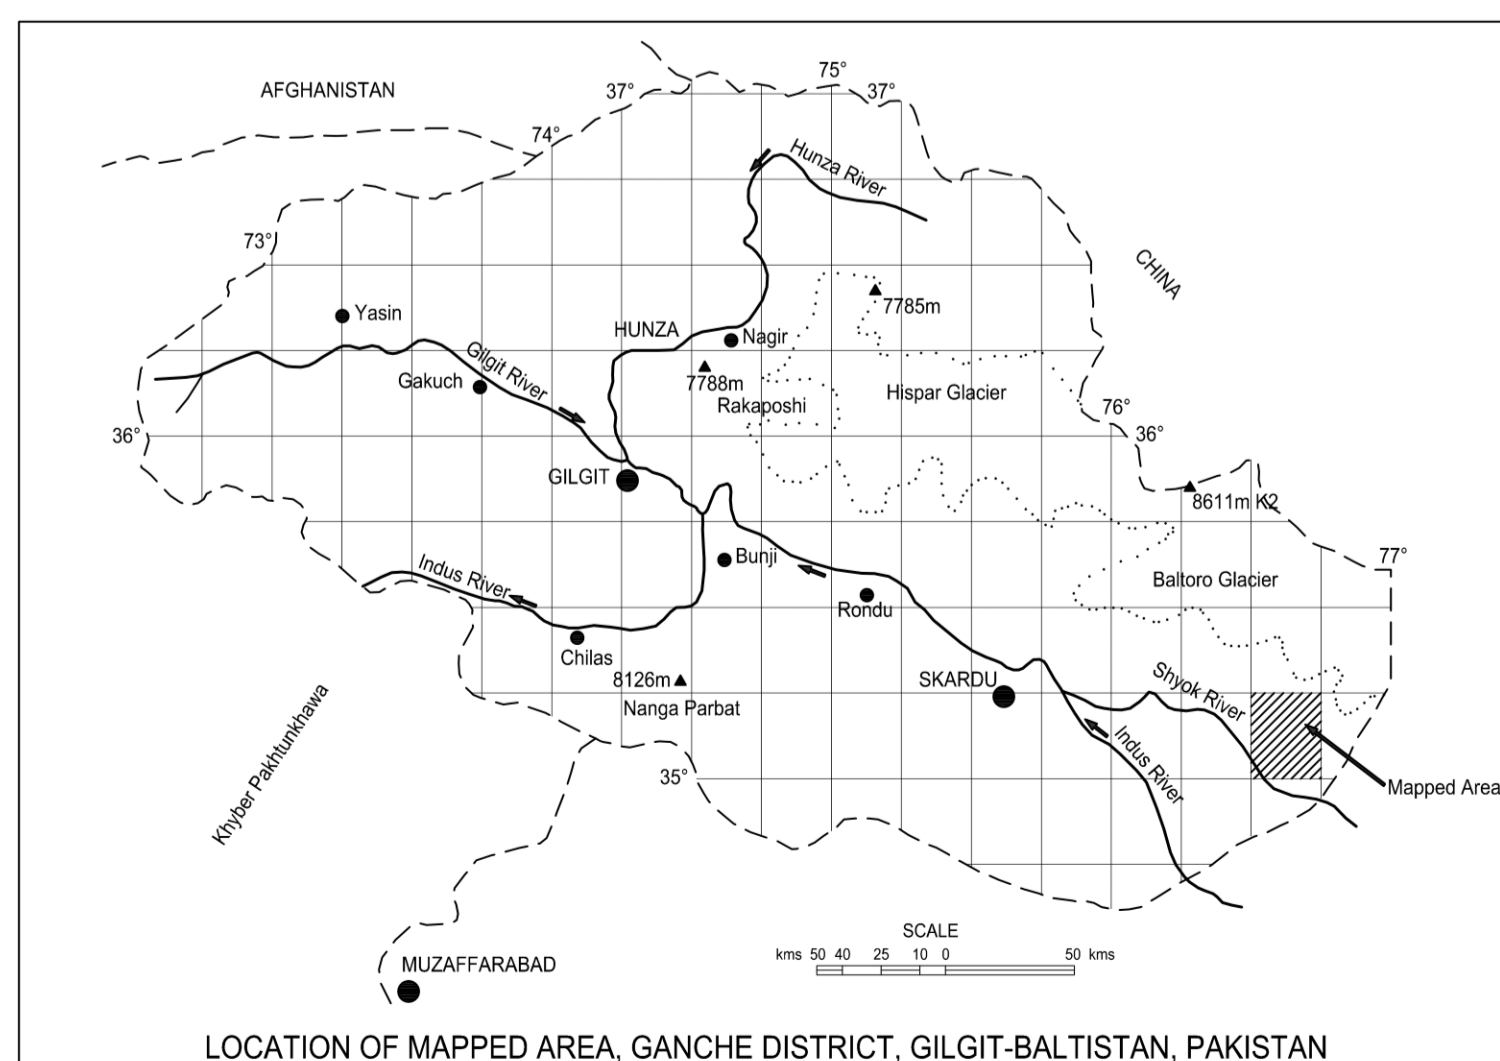 75°
AFGHANISTAN
37°
37°
74°
Hunza River
73°
CHINA
7785m
Yasin
HUNZA
Nagir
Gilgit River
Gakuch
7788m
Rakaposhi
Hispar Glacier
76°
36°
36°
GILGIT
8611m K2
Bunji
77°
Indus River
Baltoro Glacier
Rondu
Chilas
8126m
Nanga Parbat
SKARDU
Shyok River
Khyber Pakhtunkhawa
Indus River
35°
Mapped Area
SCALE
kms 50 40 25 10 0 50 kms
MUZAFFARABAD
LOCATION OF MAPPED AREA, GANCHE DISTRICT, GILGIT-BALTISTAN, PAKISTAN